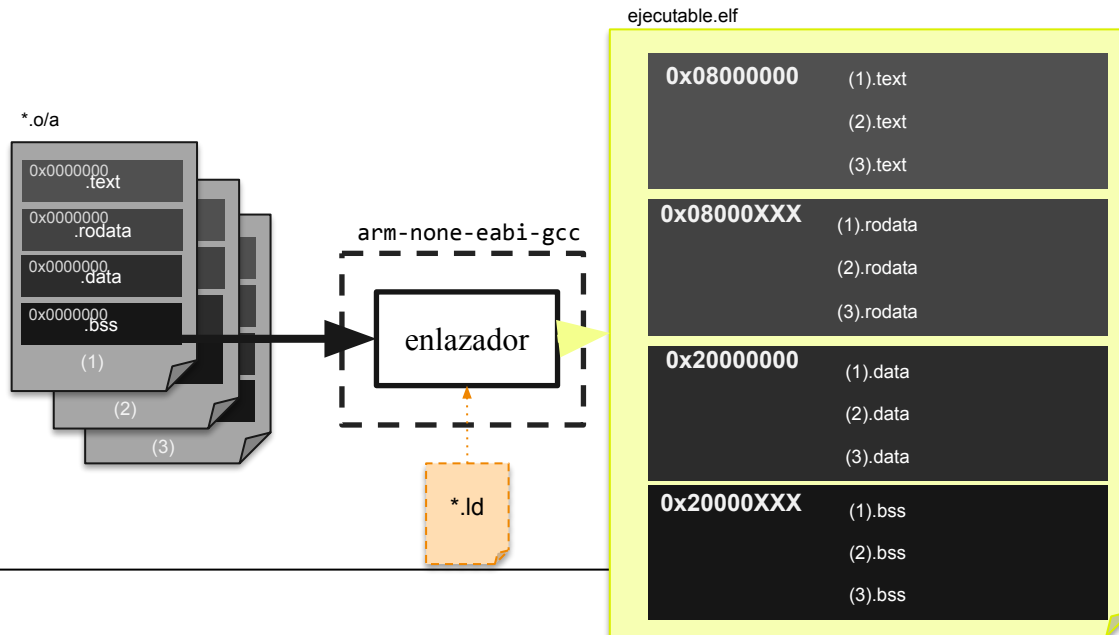 ejecutable.elf
*.o/a
0x0000000
.text
0x0000000
.rodata
0x0000000
.data
0x0000000
.bss
(1)
(2)
(3)
arm-none-eabi-gcc
enlazador
*.ld
0x08000000 (1).text
(2).text
(3).text
0x08000XXX (1).rodata
(2).rodata
(3).rodata
0x20000000 (1).data
(2).data
(3).data
0x20000XXX (1).bss
(2).bss
(3).bss